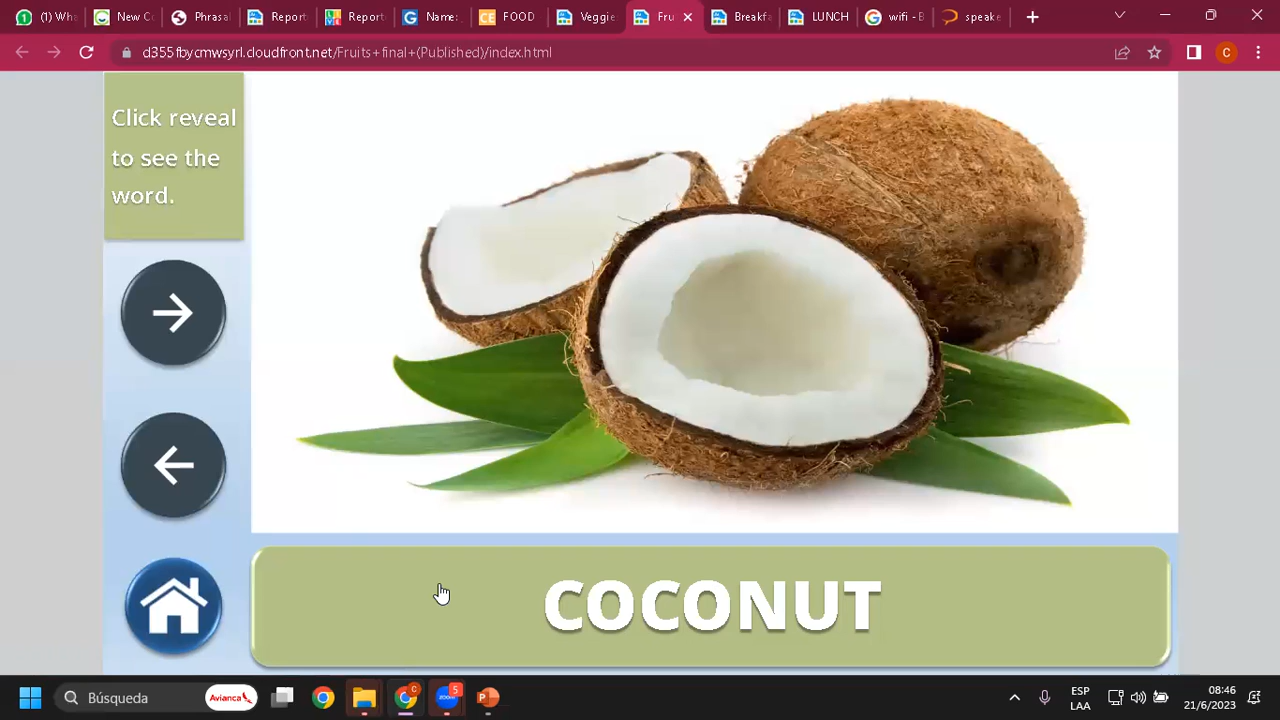 (1) Wha
New C
Phrasal
Report
Report
Name:
FOOD
Veggie
Fru
Breakfa
LUNCH
wifi - B
speake
d355fbycmwsyrl.cloudfront.net/Fruits+final+(Published)/index.html
C
Click reveal
to see the
word.
COCONUT
Búsqueda
Avianca
C
5
P
ESP
LAA
08:46
21/6/2023